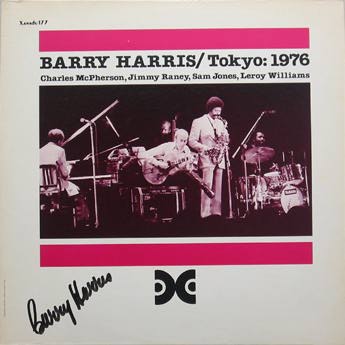 Xanadu 177
BARRY HARRIS/Tokyo: 1976
Charles McPherson, Jimmy Raney, Sam Jones, Leroy Williams
Barry Harris